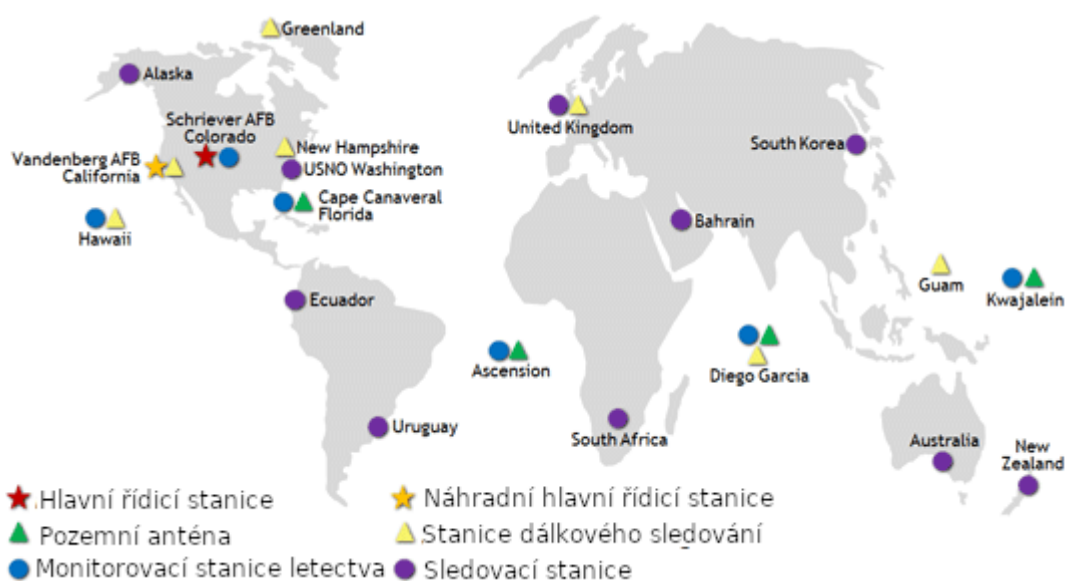 Greenland
Alaska
Schriever AFB
Colorado
New Hampshire
USNO Washington
Vandenberg AFB
California
Cape Canaveral
Florida
Hawaii
United Kingdom
South Korea
Bahrain
Guam
Kwajalein
Ecuador
Ascension
Diego Garcia
Uruguay
South Africa
Australia
New
Zealand
Hlavní řídicí stanice
Náhradní hlavní řídicí stanice
Pozemní anténa
Stanice dálkového sledování
Monitorovací stanice letectva
Sledovací stanice